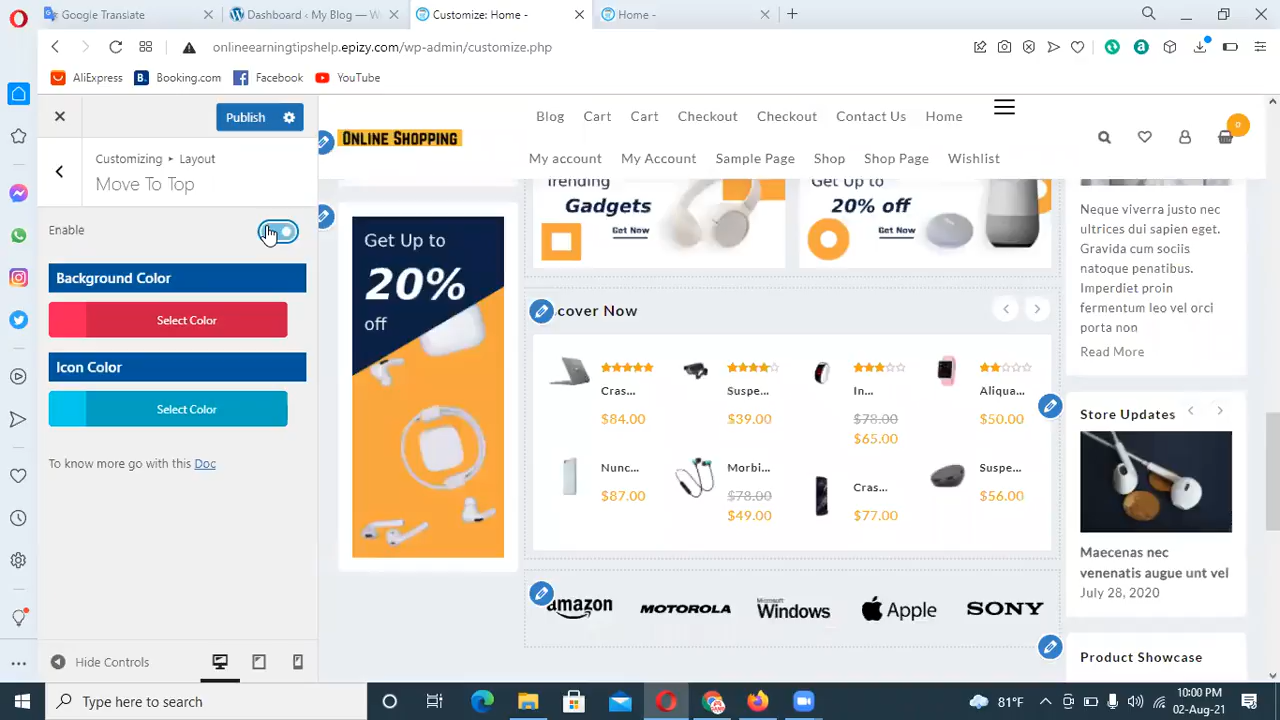 Google Translate
Dashboard ‹ My Blog — W
Customize: Home -
Home -
onlineearningtipshelp.epizy.com/wp-admin/customize.php
AliExpress
Booking.com
Facebook
YouTube
Publish
Customizing ▸ Layout
Move To Top
Enable
Background Color
Select Color
Icon Color
Select Color
To know more go with this Doc
Hide Controls
ONLINE SHOPPING
Blog Cart Cart Checkout Checkout Contact Us Home
My account My Account Sample Page Shop Shop Page Wishlist
0
Get Up to
20%
off
Trending
Gadgets
Get Now
Get Up to
20% off
Get Now
cover Now
Cras...
$84.00
Suspe...
$39.00
In...
$78.00
$65.00
Aliqua...
$50.00
Nunc...
$87.00
Morbi...
$78.00
$49.00
Cras...
$77.00
Suspe...
$56.00
amazon
MOTOROLA
Microsoft
Windows
Apple
SONY
Neque viverra justo nec
ultrices dui sapien eget.
Gravida cum sociis
natoque penatibus.
Imperdiet proin
fermentum leo vel orci
porta non
Read More
Store Updates
Maecenas nec
venenatis augue unt vel
July 28, 2020
Product Showcase
Type here to search
81°F
10:00 PM
02-Aug-21